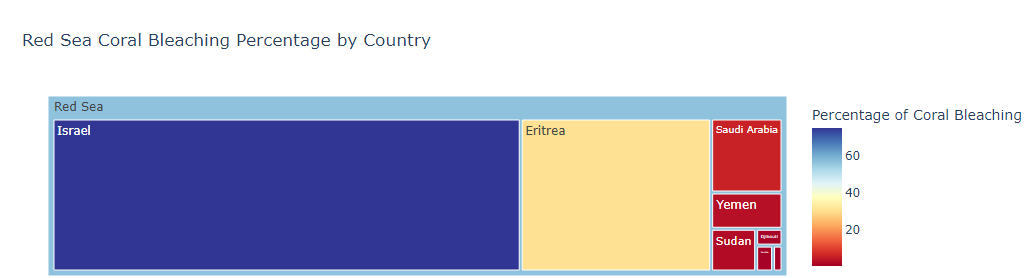 Red Sea Coral Bleaching Percentage by Country
Red Sea
Israel
Eritrea
Saudi Arabia
Yemen
Sudan
Djibouti
Percentage of Coral Bleaching
60
40
20